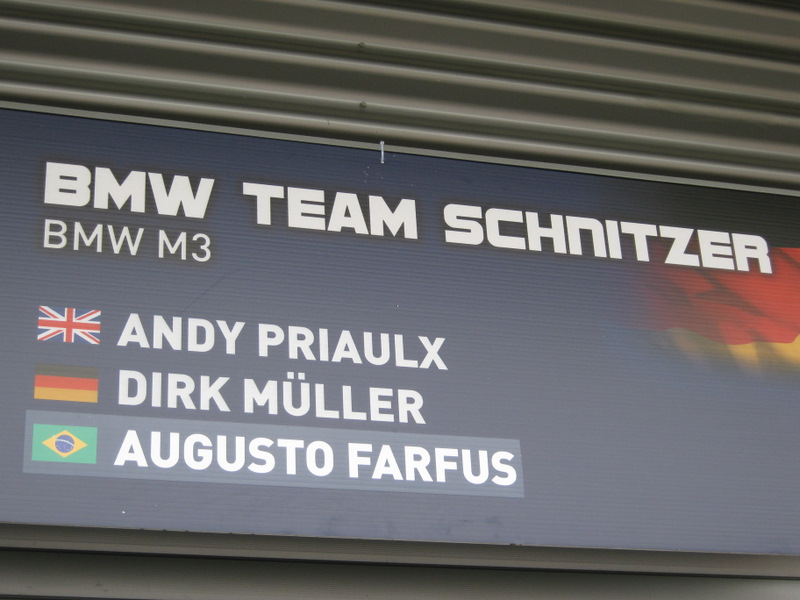 BMW TEAM SCHNITZER
BMW M3
ANDY PRIAULX
DIRK MÜLLER
AUGUSTO FARFUS